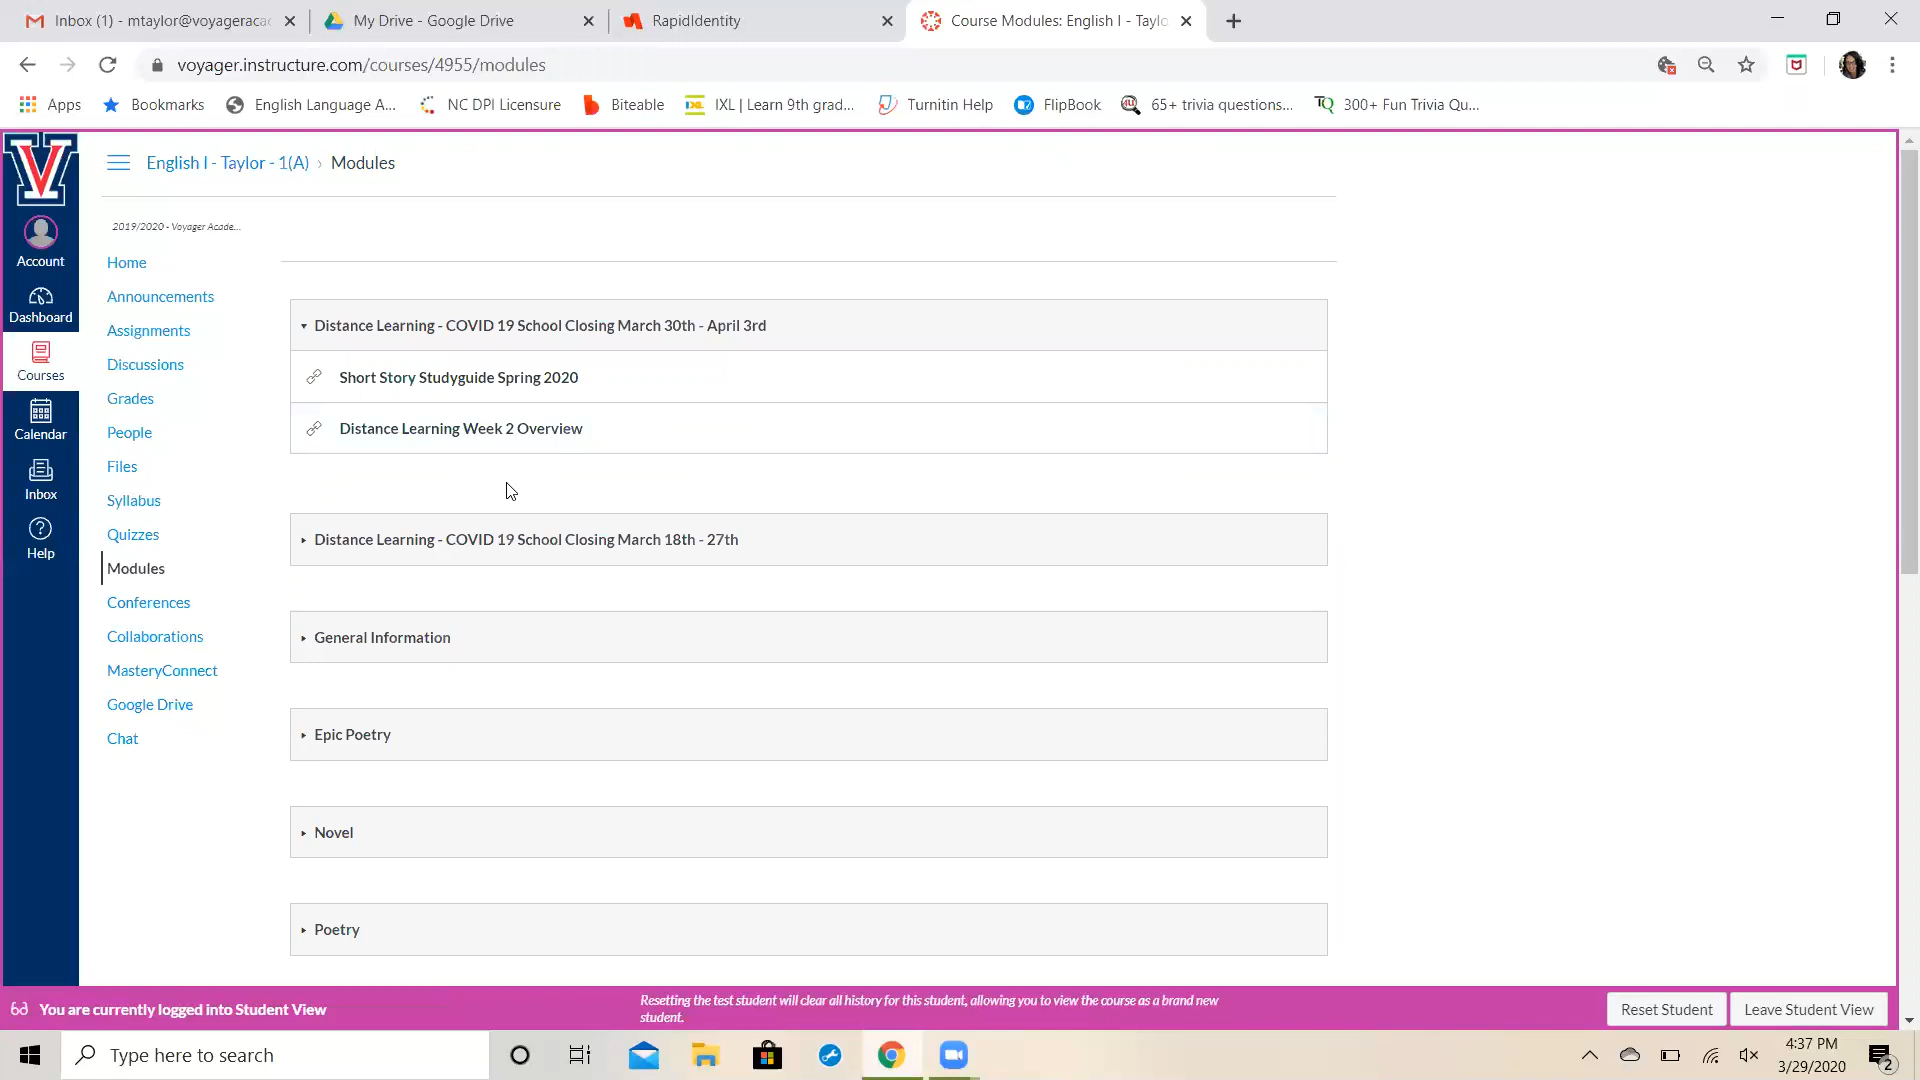 Inbox (1) - mtaylor@voyageracad
My Drive - Google Drive
RapidIdentity
Course Modules: English I - Taylo
voyager.instructure.com/courses/4955/modules
Apps
Bookmarks
English Language A...
NC DPI Licensure
Biteable
IXL | Learn 9th grad...
Turnitin Help
FlipBook
65+ trivia questions...
300+ Fun Trivia Qu...
English I - Taylor - 1(A) › Modules
2019/2020 - Voyager Acade...
Account
Dashboard
Courses
Calendar
Inbox
Help
Home
Announcements
Assignments
Discussions
Grades
People
Files
Syllabus
Quizzes
Modules
Conferences
Collaborations
MasteryConnect
Google Drive
Chat
Distance Learning - COVID 19 School Closing March 30th - April 3rd
Short Story Studyguide Spring 2020
Distance Learning Week 2 Overview
Distance Learning - COVID 19 School Closing March 18th - 27th
General Information
Epic Poetry
Novel
Poetry
You are currently logged into Student View
Resetting the test student will clear all history for this student, allowing you to view the course as a brand new
student.
Reset Student
Leave Student View
Type here to search
4:37 PM
3/29/2020
2